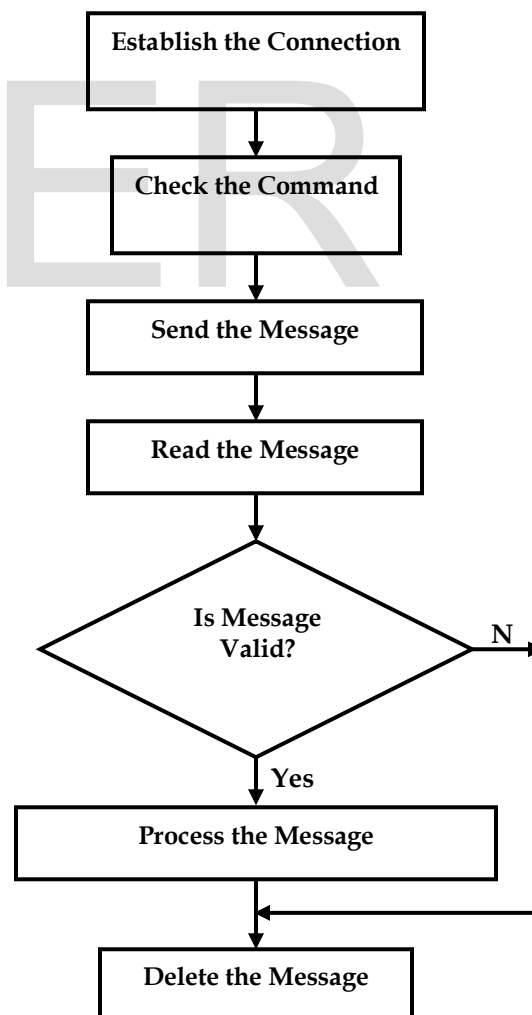 ER
Establish the Connection
Check the Command
Send the Message
Read the Message
Is Message
Valid?
N
Yes
Process the Message
Delete the Message